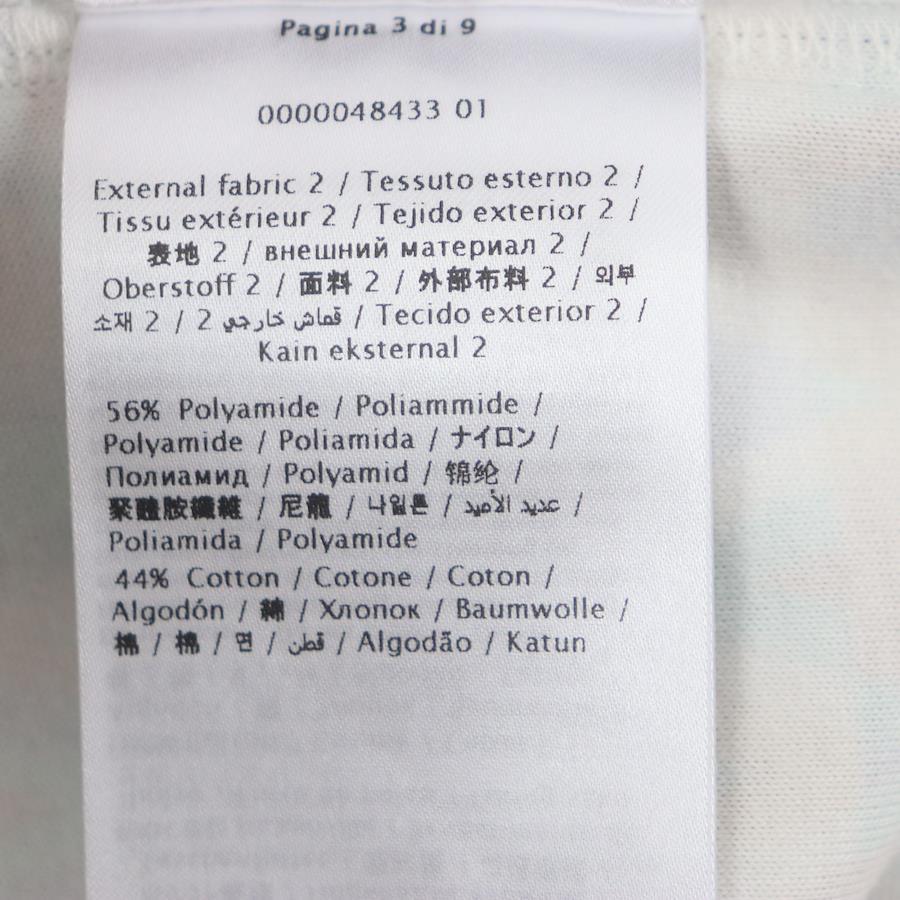 Pagina 3 di 9
0000048433 01
External fabric 2 / Tessuto esterno 2 /
Tissu extérieur 2 / Tejido exterior 2 /
表地 2 / внешний материал 2 /
Oberstoff 2 / 面料 2 / 外部布料 2 / 외부
소재 2 / قماش خارجي 2 / Tecido exterior 2 /
Kain eksternal 2
56% Polyamide / Poliammide /
Polyamide / Poliamida / ナイロン /
Полиамид / Polyamid / 锦纶 /
聚醯胺纖維 / 尼龍 / 나일론 / عديد الأميد /
Poliamida / Polyamide
44% Cotton / Cotone / Coton /
Algodón / 綿 / Хлопок / Baumwolle /
棉 / 棉 / 면 / قطن / Algodão / Katun